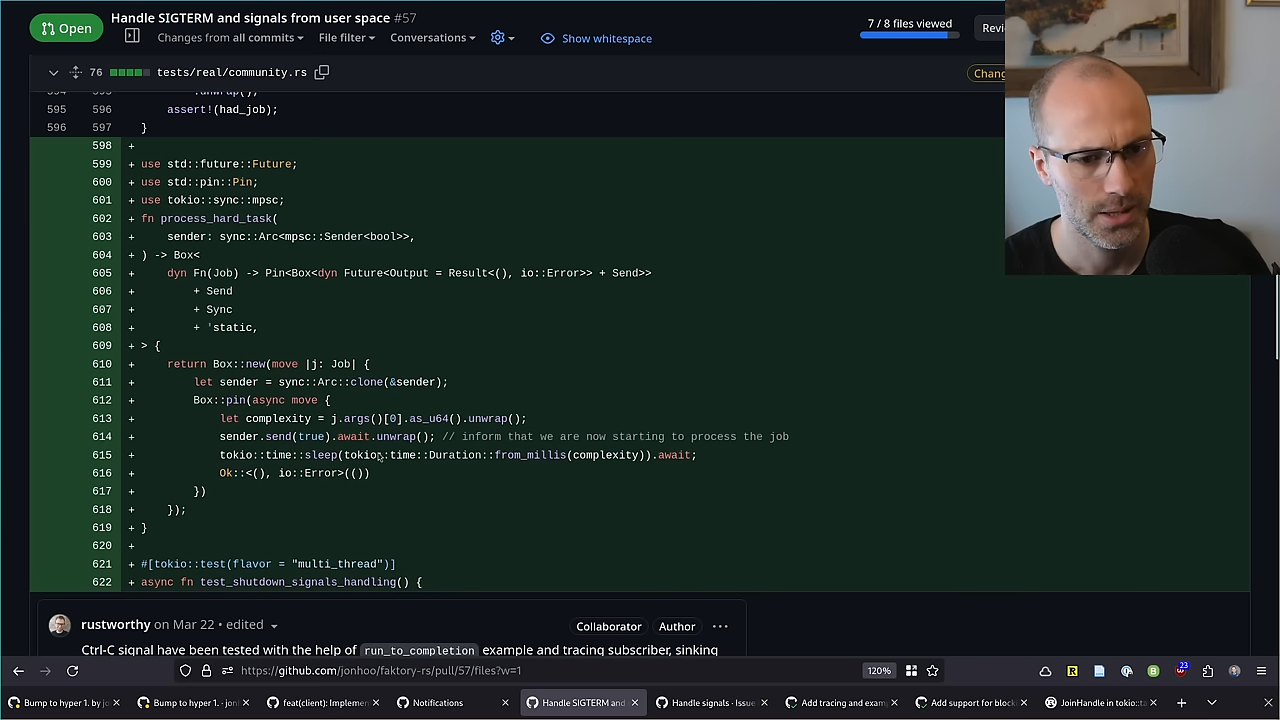 Open
Handle SIGTERM and signals from user space #57
Changes from all commits
File filter
Conversations
Show whitespace
7 / 8 files viewed
76 tests/real/community.rs
595 596 assert!(had_job);
596 597 }
598 +
599 + use std::future::Future;
600 + use std::pin::Pin;
601 + use tokio::sync::mpsc;
602 + fn process_hard_task(
603 + sender: sync::Arc<mpsc::Sender<bool>>,
604 + ) -> Box<
605 + dyn Fn(Job) -> Pin<Box<dyn Future<Output = Result<(), io::Error>> + Send>>
606 + + Send
607 + + Sync
608 + + 'static,
609 + > {
610 + return Box::new(move |j: Job| {
611 + let sender = sync::Arc::clone(&sender);
612 + Box::pin(async move {
613 + let complexity = j.args()[0].as_u64().unwrap();
614 + sender.send(true).await.unwrap(); // inform that we are now starting to process the job
615 + tokio::time::sleep(tokio::time::Duration::from_millis(complexity)).await;
616 + Ok::<(), io::Error>(())
617 + })
618 + });
619 + }
620 +
621 + #[tokio::test(flavor = "multi_thread")]
622 + async fn test_shutdown_signals_handling() {
rustworthy on Mar 22 • edited
Collaborator
Author
Ctrl-C signal have been tested with the help of run_to_completion example and tracing subscriber, sinking
https://github.com/jonhoo/faktory-rs/pull/57/files?w=1
120%
23
Bump to hyper 1. by jo
Bump to hyper 1. - jonl
feat(client): Implemen
Notifications
Handle SIGTERM and
Handle signals · Issue
Add tracing and exam
Add support for block
JoinHandle in tokio::ta